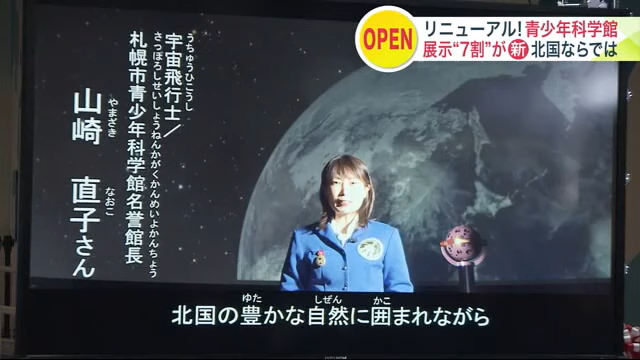 OPEN
リニューアル!青少年科学館
展示“7割”が新 北国ならでは
うちゅうひこうし
宇宙飛行士/
さっぽろしせいしょうねんかがくかんめいよかんちょう
札幌市青少年科学館名誉館長
やまざき なおこ
山崎 直子さん
ゆた しぜん かこ
北国の豊かな自然に囲まれながら